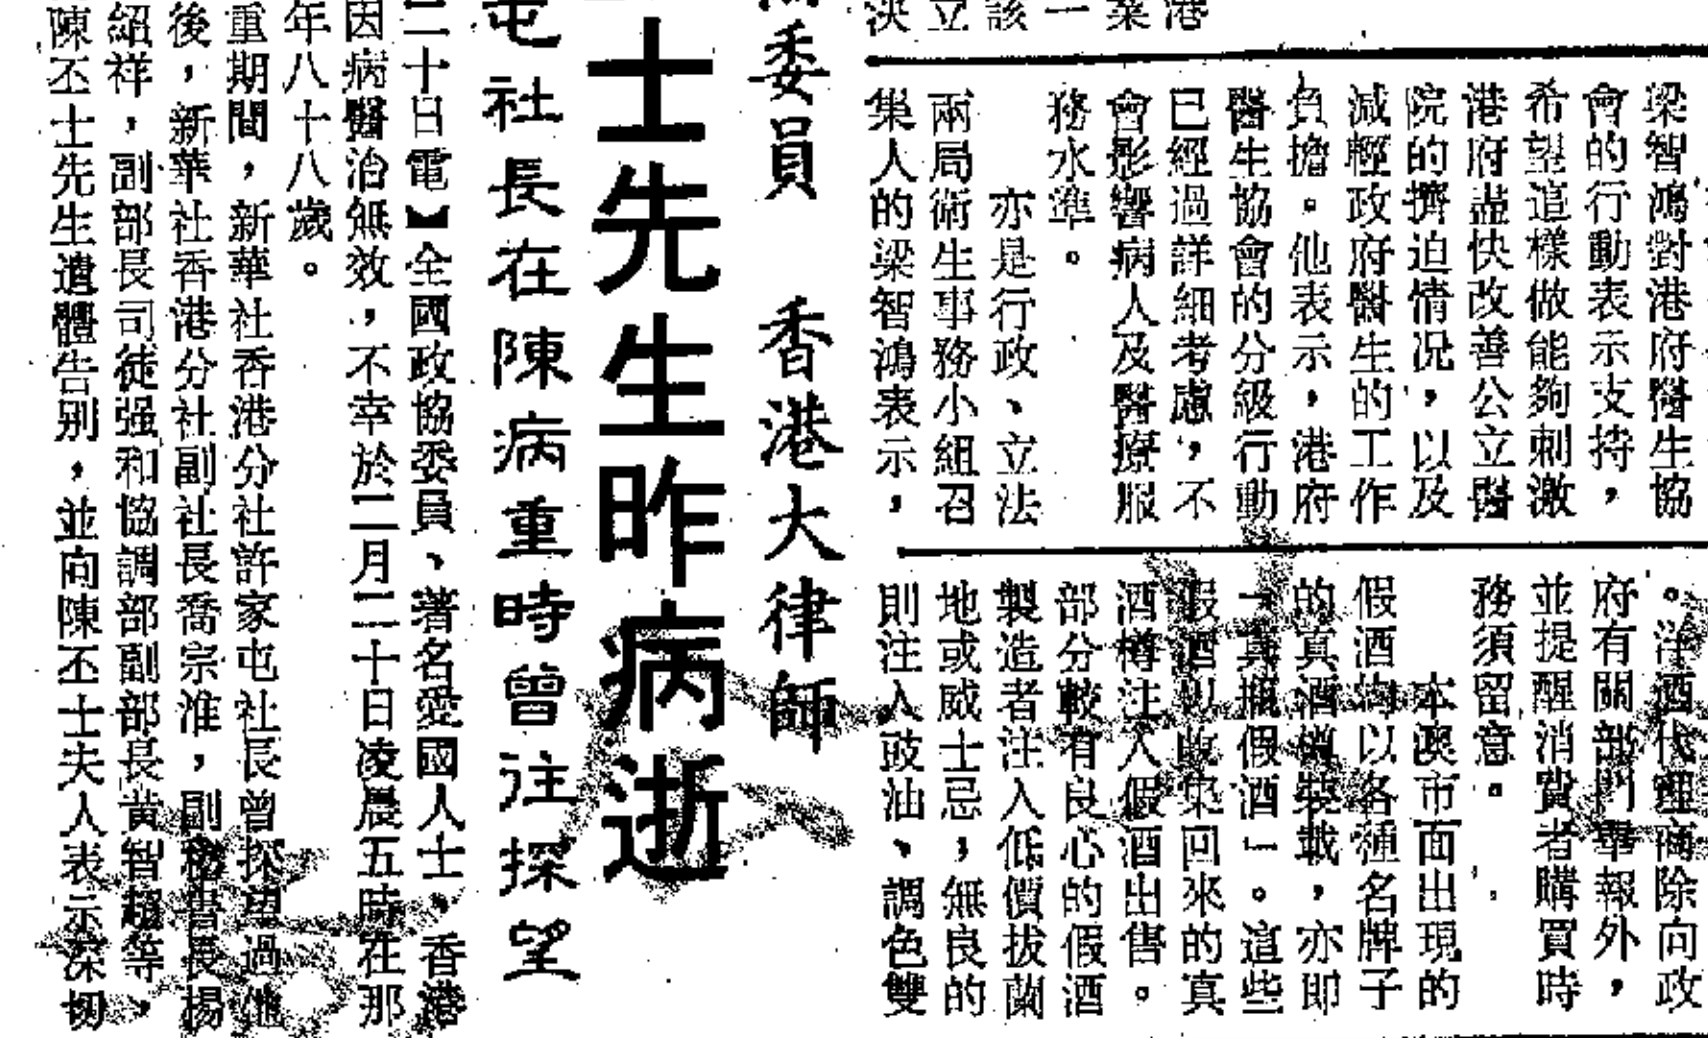 港
業
一
該
立
決
梁智鴻對港府醫生協
會的行動表示支持，
希望這樣做能夠刺激
港府盡快改善公立醫
院的擠迫情況，以及
減輕政府醫生的工作
負擔。他表示，港府
醫生協會的分級行動
已經過詳細考慮，不
會影響病人及醫療服
務水準。
亦是行政、立法
兩局衛生事務小組召
集人的梁智鴻表示，
。洋酒代理商除向政
府有關部門舉報外，
並提醒消費者購買時
務須留意。
本澳市面出現的
假酒均以各種名牌子
的真酒樽裝載，亦即
「真瓶假酒」。這些
假酒以收集回來的真
酒樽注入假酒出售。
部分較有良心的假酒
製造者注入低價拔蘭
地或威士忌，無良的
則注入豉油、調色雙
委員 香港大律師
士先生昨病逝
屯社長在陳病重時曾往探望
二十日電】全國政協委員、著名愛國人士、香港
因病醫治無效，不幸於二月二十日凌晨五時在那
年八十八歲。
重期間，新華社香港分社許家屯社長曾探望過他
後，新華社香港分社副社長喬宗淮，副秘書長楊
紹祥，副部長司徒强和協調部副部長黃智超等，
陳丕士先生遺體告別，並向陳丕士夫人表示深切